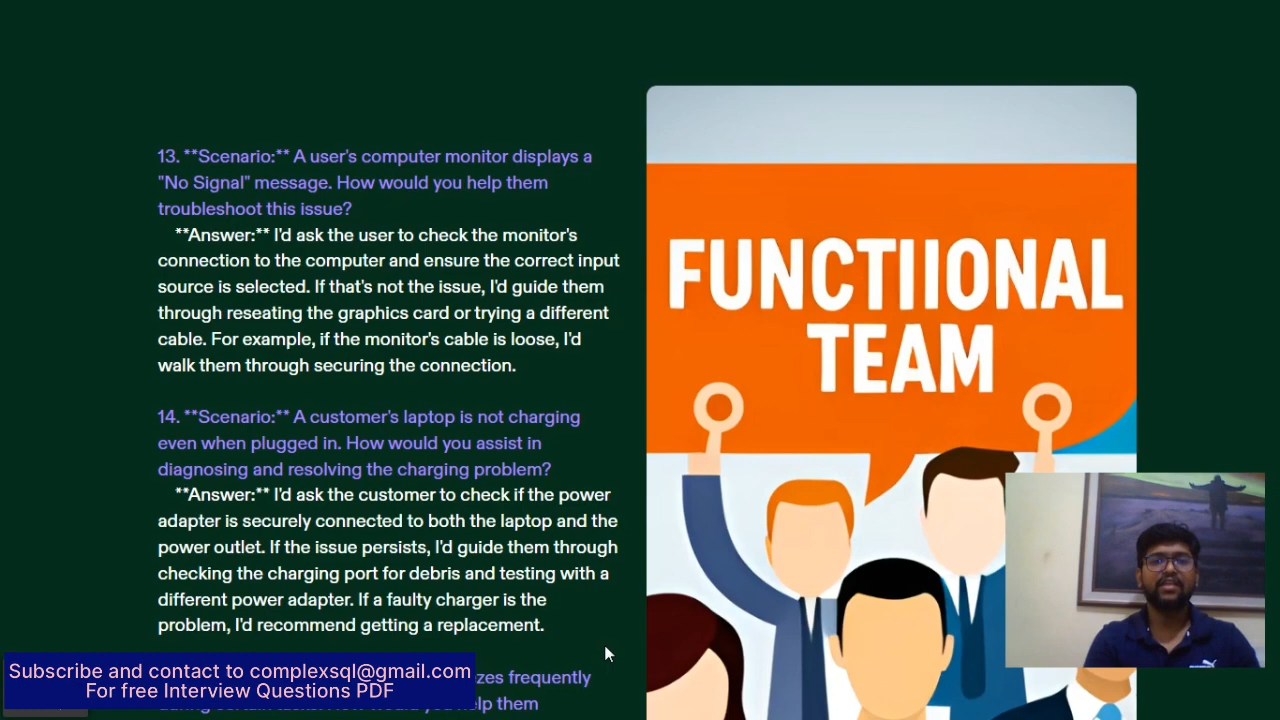 13. **Scenario:** A user's computer monitor displays a
"No Signal" message. How would you help them
troubleshoot this issue?
**Answer:** I'd ask the user to check the monitor's
connection to the computer and ensure the correct input
source is selected. If that's not the issue, I'd guide them
through reseating the graphics card or trying a different
cable. For example, if the monitor's cable is loose, I'd
walk them through securing the connection.
14. **Scenario:** A customer's laptop is not charging
even when plugged in. How would you assist in
diagnosing and resolving the charging problem?
**Answer:** I'd ask the customer to check if the power
adapter is securely connected to both the laptop and the
power outlet. If the issue persists, I'd guide them through
checking the charging port for debris and testing with a
different power adapter. If a faulty charger is the
problem, I'd recommend getting a replacement.
zes frequently
help them
Subscribe and contact to complexsql@gmail.com
For free Interview Questions PDF
FUNCTIIONAL
TEAM